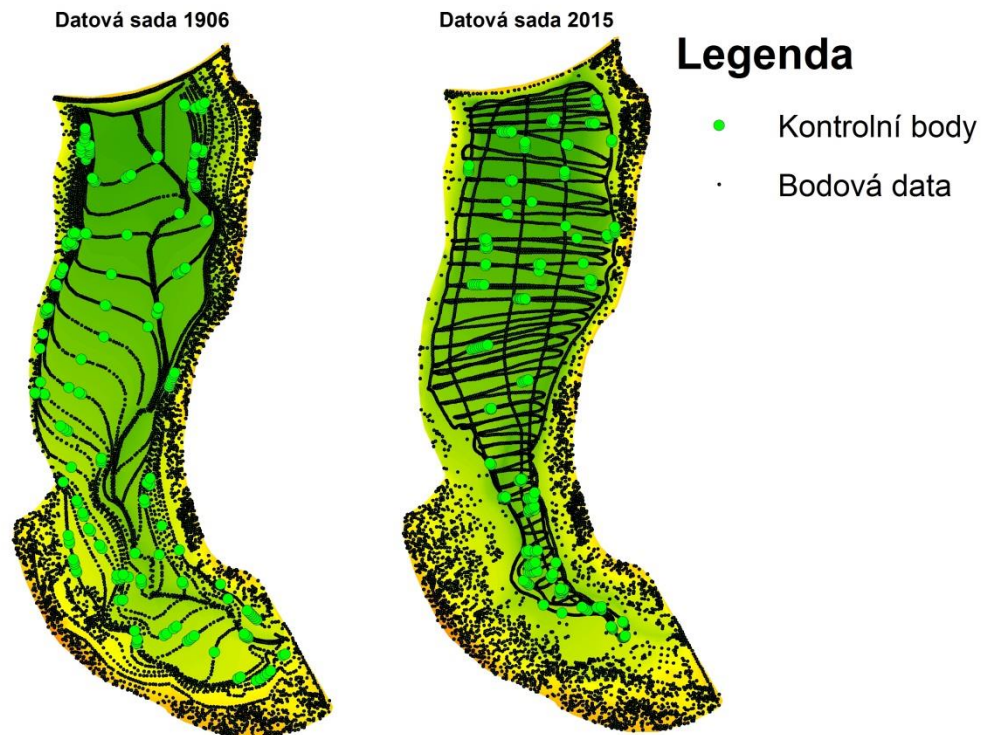 Datová sada 1906
Datová sada 2015
Legenda
Kontrolní body
Bodová data